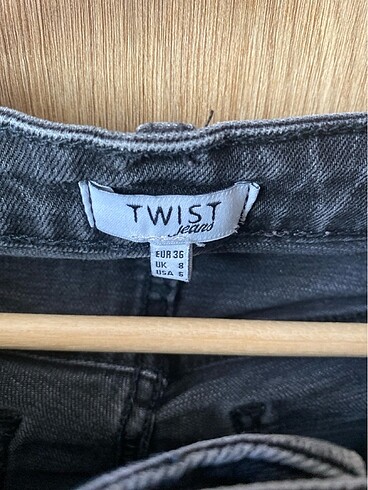 TWIST
jeans
EUR 36
UK 8
USA 6